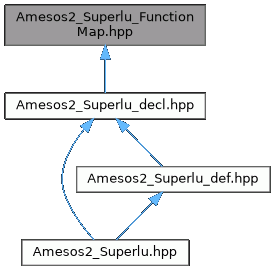 Amesos2_Superlu_Function
Map.hpp
Amesos2_Superlu_decl.hpp
Amesos2_Superlu_def.hpp
Amesos2_Superlu.hpp